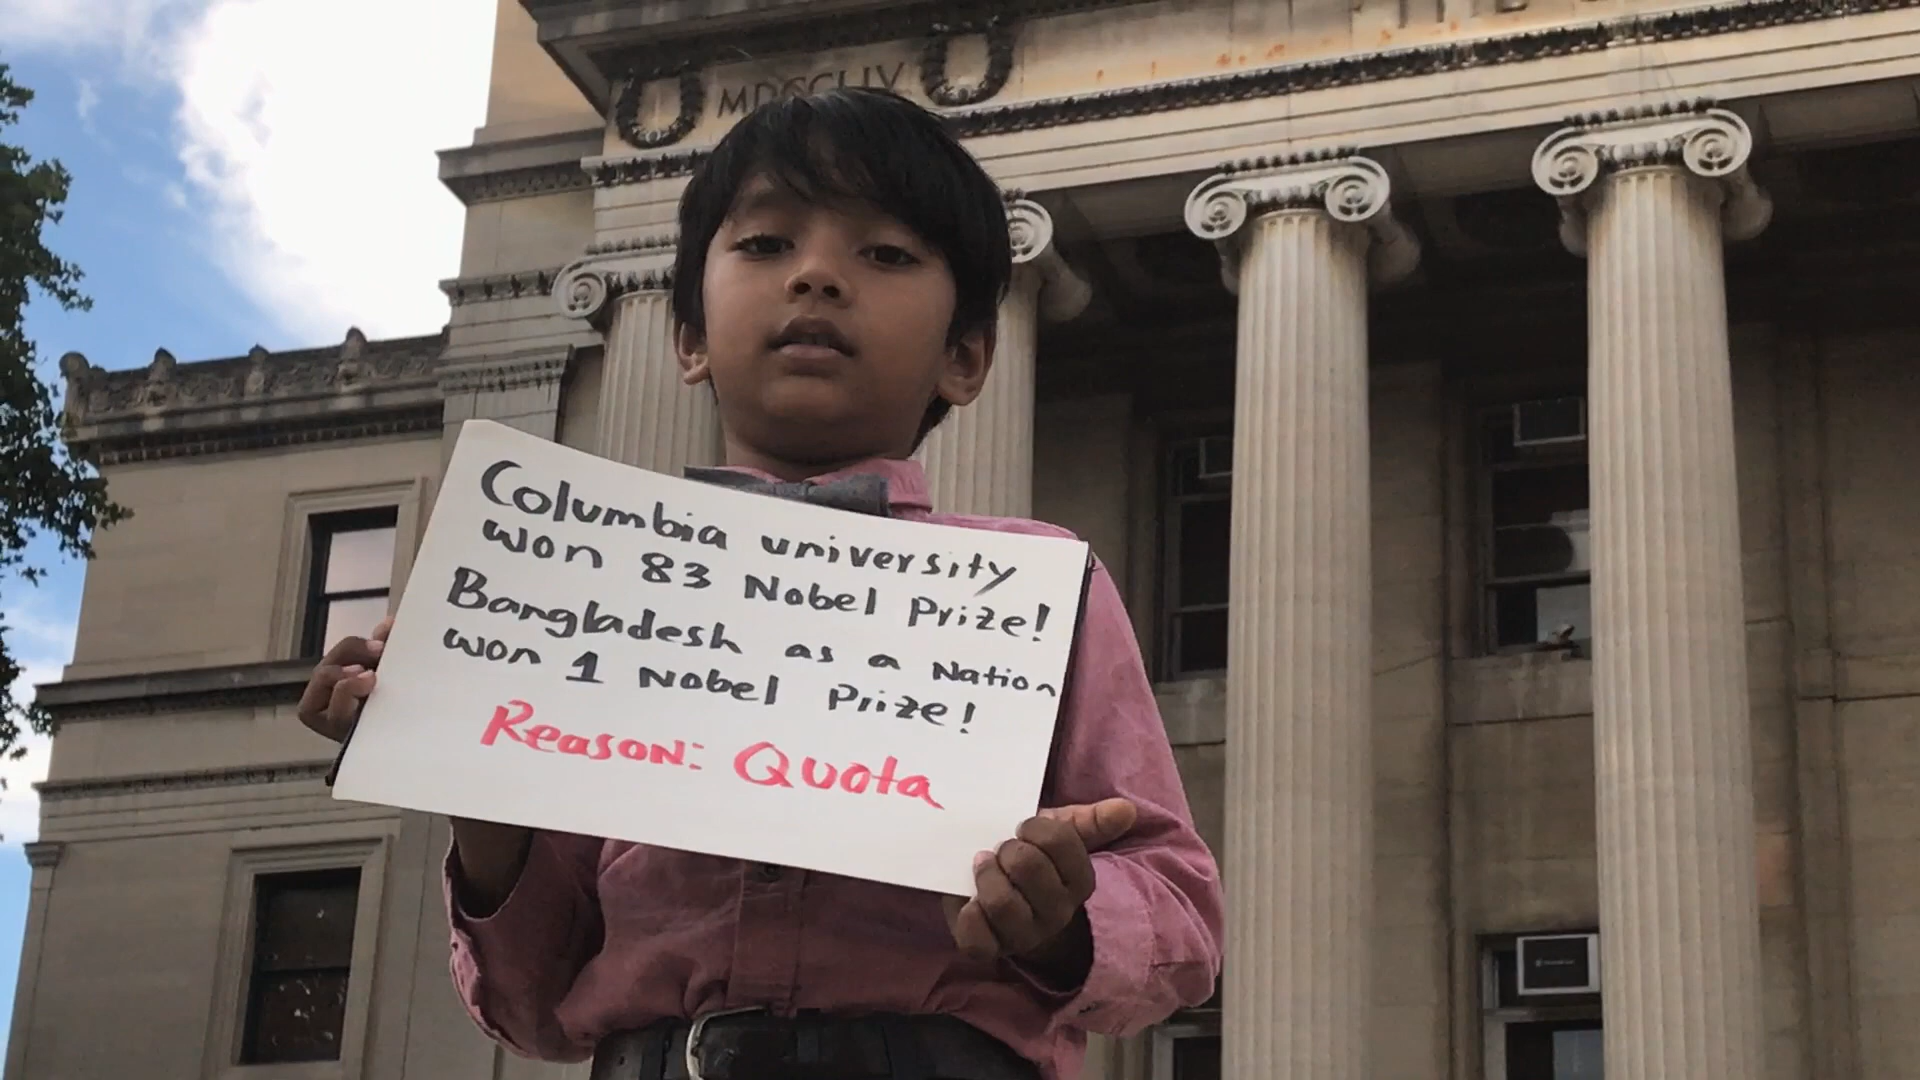 MDCCLIV
Columbia university
won 83 Nobel Prize!
Bangladesh as a Nation
won 1 Nobel Prize!
Reason: Quota